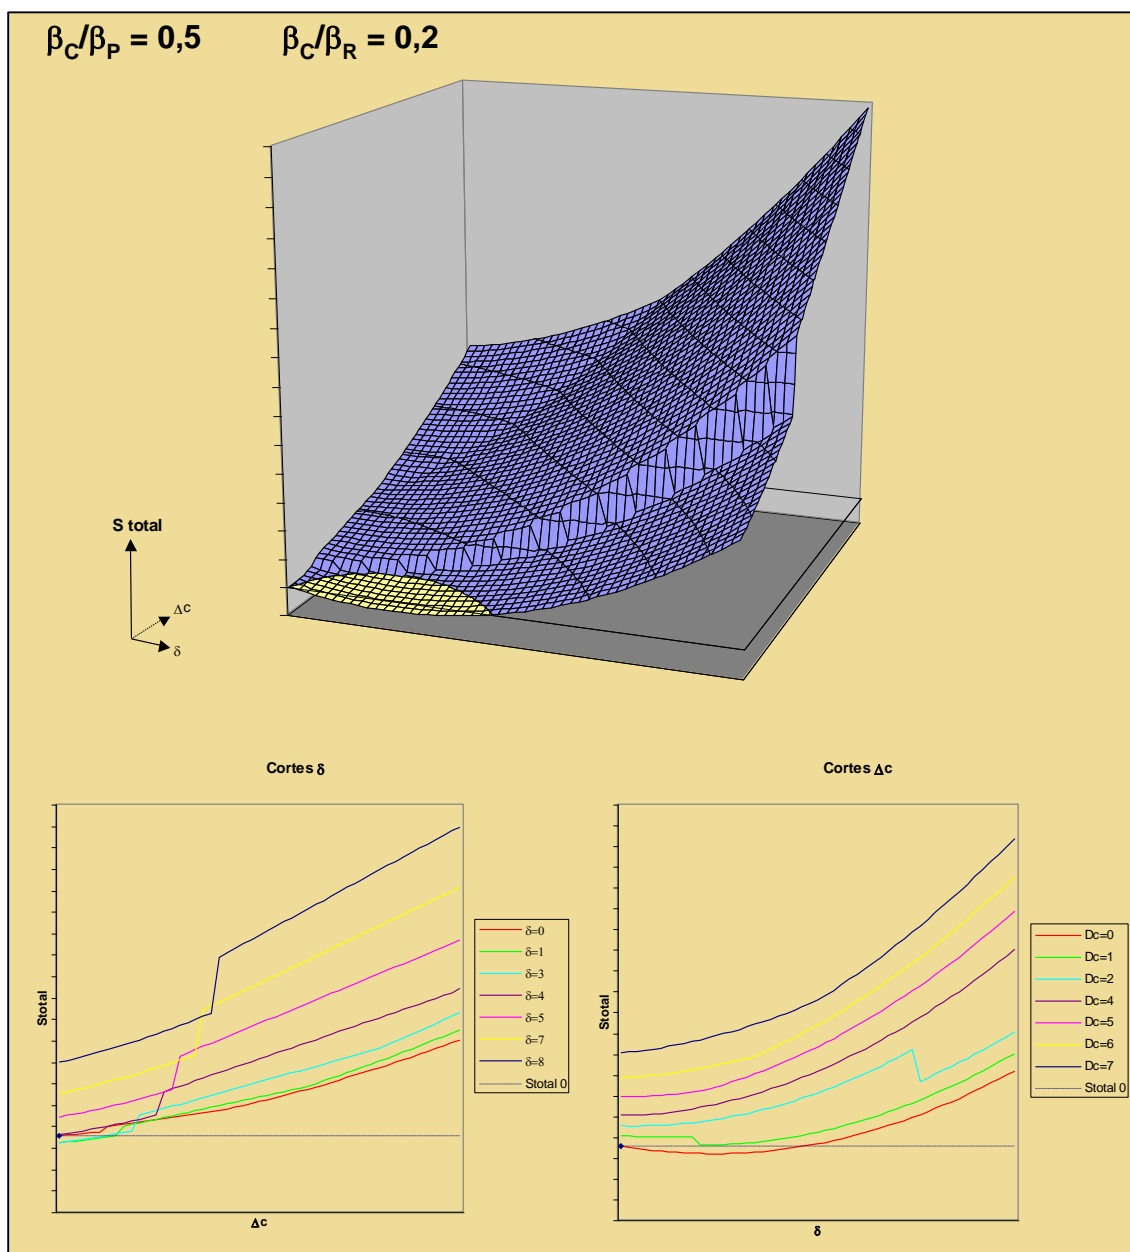 βC/βP = 0,5 βC/βR = 0,2
S total
Δc
δ
Cortes δ
Cortes Δc
Stotal
δ=0
δ=1
δ=3
δ=4
δ=5
δ=7
δ=8
Stotal 0
Δc
Stotal
Dc=0
Dc=1
Dc=2
Dc=4
Dc=5
Dc=6
Dc=7
Stotal 0
δ